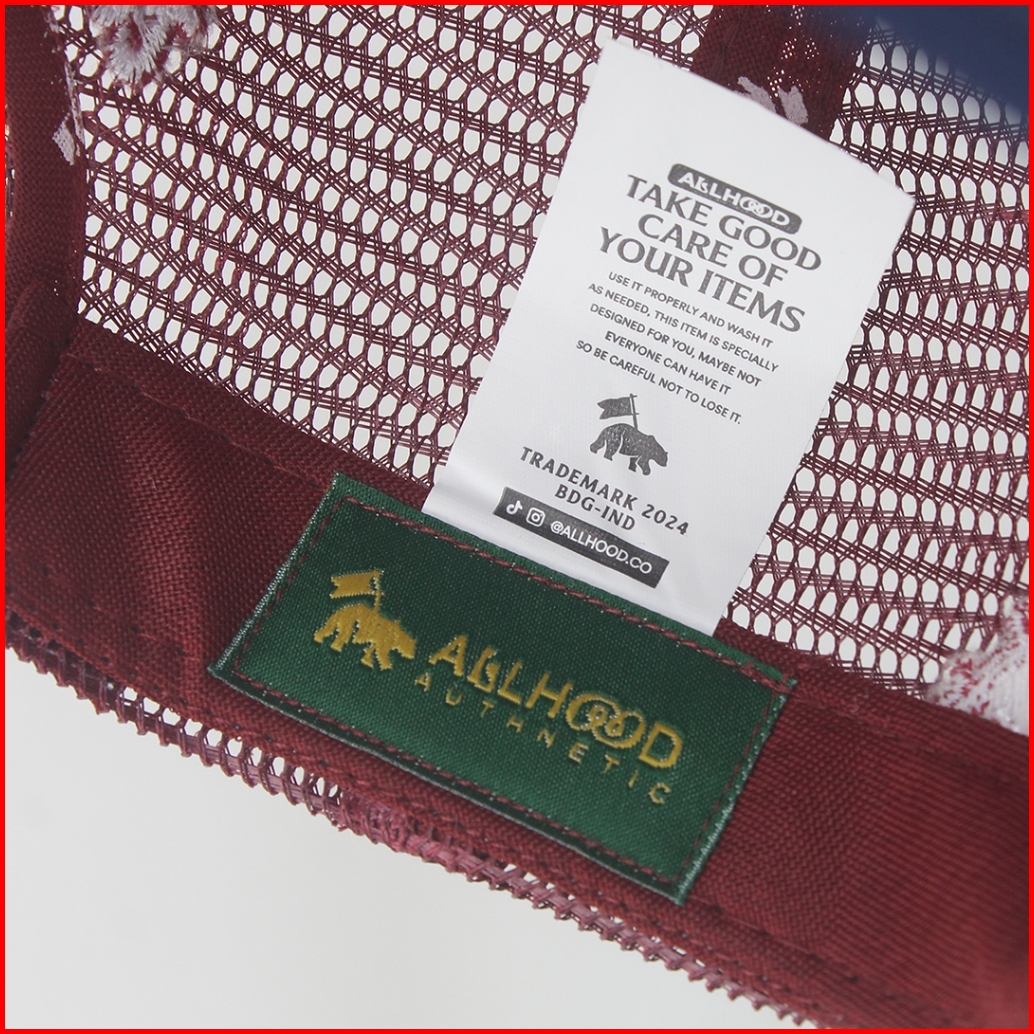 ALLHOOD
TAKE GOOD
CARE OF
YOUR ITEMS
USE IT PROPERLY AND WASH IT
AS NEEDED, THIS ITEM IS SPECIALLY
DESIGNED FOR YOU, MAYBE NOT
EVERYONE CAN HAVE IT
SO BE CAREFUL NOT TO LOSE IT.
TRADEMARK 2024
BDG-IND
@ALLHOOD.CO
ALLHOOD
AUTHNETIC